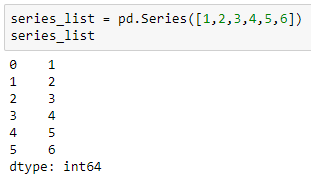 series_list = pd.Series([1,2,3,4,5,6])
series_list
0    1
1    2
2    3
3    4
4    5
5    6
dtype: int64